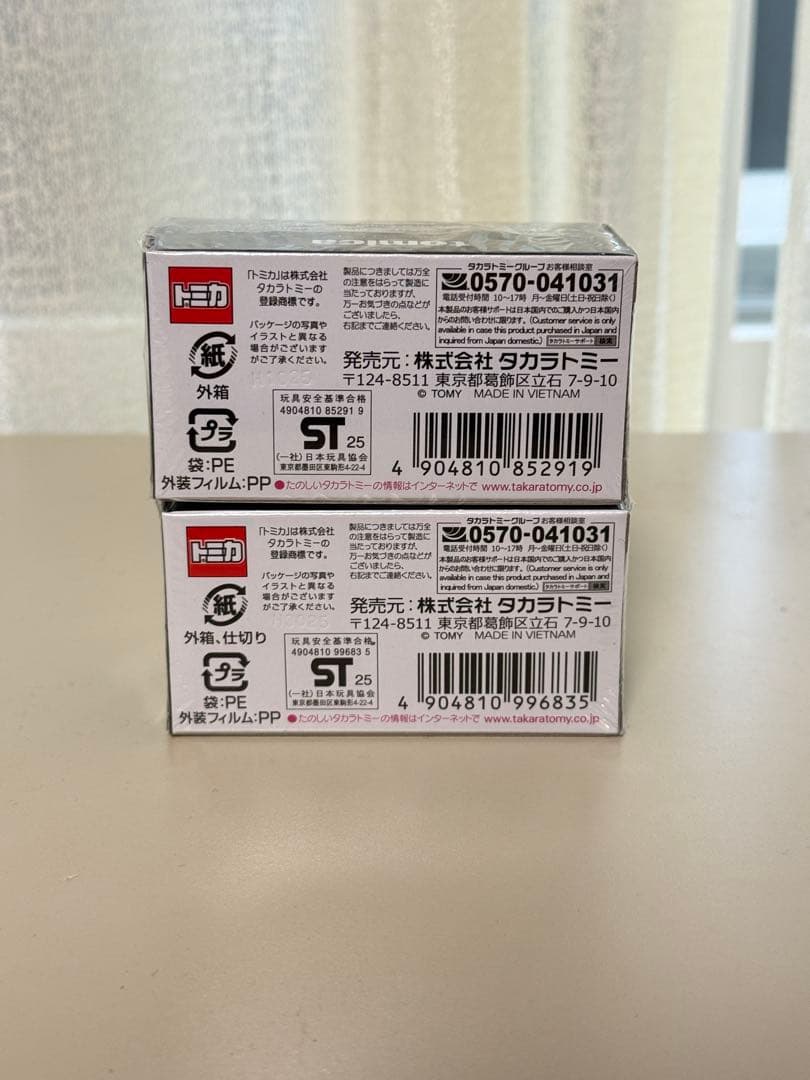 tomica
トミカ
「トミカ」は株式会社
タカラトミーの
登録商標です。
パッケージの写真や
イラストと異なる
場合がございます
がご了承ください。
製品につきましては万全
の注意をはらって製造に
当たっておりますが、
万一お気づきの点などが
ございましたら、
右記までご連絡ください。
タカラトミーグループお客様相談室
0570-041031
電話受付時間 10~17時 月~金曜日(土日・祝日除く)
本製品のお客様サポートは日本国内でのご購入かつ日本国内
からのお問い合わせに限ります。(Customer service is only
available in case this product purchased in Japan and
inquired from Japan domestic.) タカラトミーサポート 検索
紙
外箱
発売元:株式会社 タカラトミー
〒124-8511 東京都葛飾区立石 7-9-10
© TOMY MADE IN VIETNAM
プラ
袋:PE
外装フィルム:PP
玩具安全基準合格
4904810 85291 9
ST 25
(一社)日本玩具協会
東京都墨田区東駒形4-22-4
4 904810 852919
●たのしいタカラトミーの情報はインターネットで www.takaratomy.co.jp
トミカ
「トミカ」は株式会社
タカラトミーの
登録商標です。
パッケージの写真や
イラストと異なる
場合がございます
がご了承ください。
製品につきましては万全
の注意をはらって製造に
当たっておりますが、
万一お気づきの点などが
ございましたら、
右記までご連絡ください。
タカラトミーグループお客様相談室
0570-041031
電話受付時間 10~17時 月~金曜日(土日・祝日除く)
本製品のお客様サポートは日本国内でのご購入かつ日本国内
からのお問い合わせに限ります。(Customer service is only
available in case this product purchased in Japan and
inquired from Japan domestic.) タカラトミーサポート 検索
紙
外箱、仕切り
発売元:株式会社 タカラトミー
〒124-8511 東京都葛飾区立石 7-9-10
© TOMY MADE IN VIETNAM
プラ
袋:PE
外装フィルム:PP
玩具安全基準合格
4904810 99683 5
ST 25
(一社)日本玩具協会
東京都墨田区東駒形4-22-4
4 904810 996835
●たのしいタカラトミーの情報はインターネットで www.takaratomy.co.jp